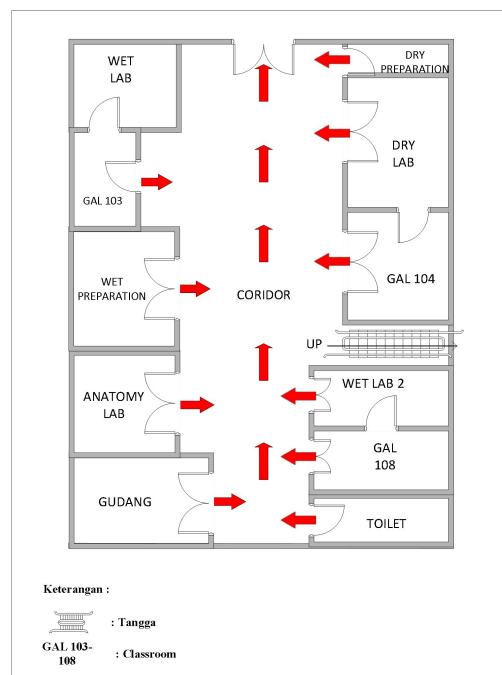 WET
LAB
DRY
PREPARATION
DRY
LAB
GAL 103
GAL 104
WET
PREPARATION
CORIDOR
UP
WET LAB 2
ANATOMY
LAB
GAL
108
GUDANG
TOILET
Keterangan :
: Tangga
GAL 103-
108
: Classroom